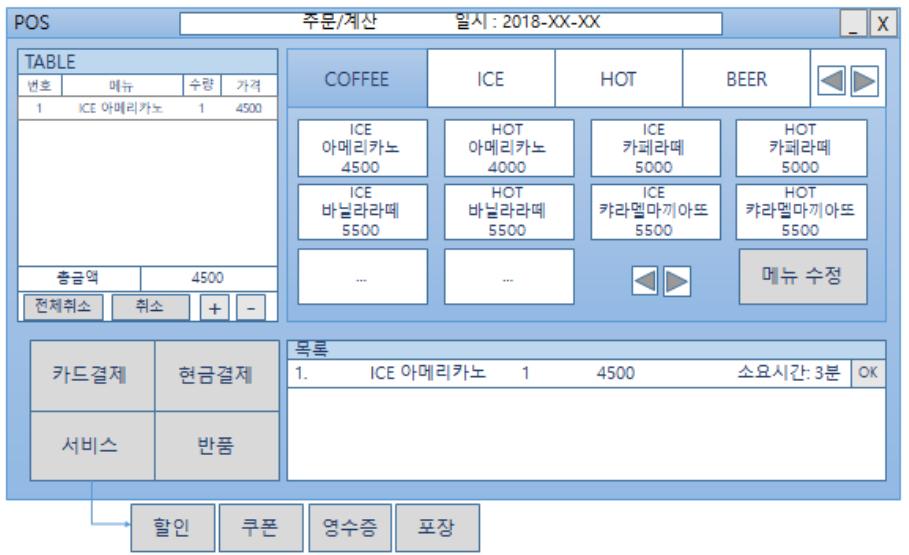 POS 주문/계산 일시 : 2018-XX-XX _ X
TABLE
번호 메뉴 수량 가격
1 ICE 아메리카노 1 4500
총금액 4500
전체취소 취소 + -
COFFEE ICE HOT BEER
ICE
아메리카노
4500
HOT
아메리카노
4000
ICE
카페라떼
5000
HOT
카페라떼
5000
ICE
바닐라라떼
5500
HOT
바닐라라떼
5500
ICE
캬라멜마끼아또
5500
HOT
캬라멜마끼아또
5500
...
...
메뉴 수정
카드결제 현금결제
서비스 반품
목록
1. ICE 아메리카노 1 4500 소요시간: 3분 OK
할인 쿠폰 영수증 포장